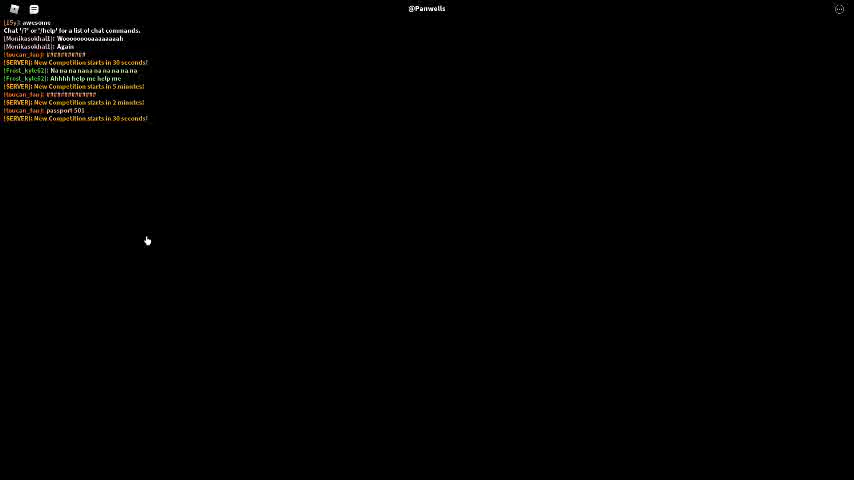 @Panwells
[15y]: awesome
Chat '/?' or '/help' for a list of chat commands.
[Monikasokhal1]: Wooooooooaaaaaaaah
[Monikasokhal1]: Again
###########
[SERVER]: New Competition starts in 30 seconds!
[Frost_kyle62]: Na na na nana na na na na na
[Frost_kyle62]: Ahhhh help me help me
[SERVER]: New Competition starts in 5 minutes!
##############
[SERVER]: New Competition starts in 2 minutes!
passport 501
[SERVER]: New Competition starts in 30 seconds!